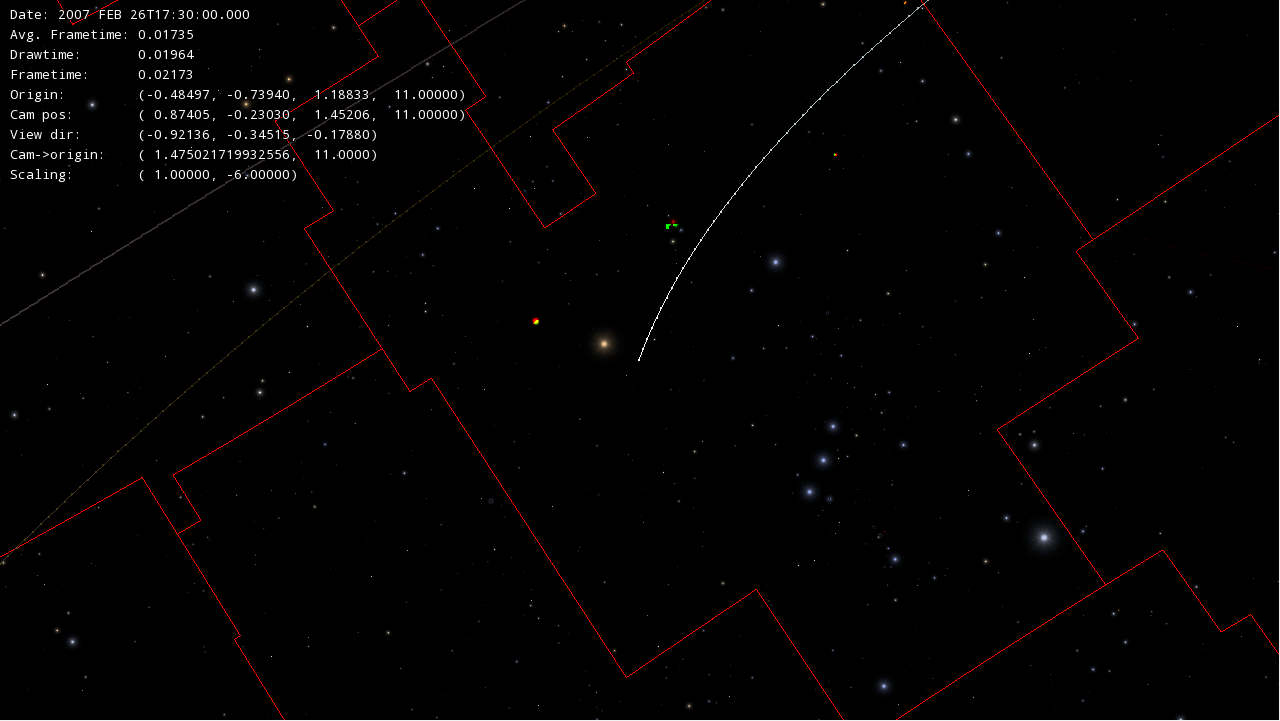 Date: 2007 FEB 26T17:30:00.000
Avg. Frametime: 0.01735
Drawtime: 0.01964
Frametime: 0.02173
Origin: (-0.48497, -0.73940, 1.18833, 11.00000)
Cam pos: ( 0.87405, -0.23030, 1.45206, 11.00000)
View dir: (-0.92136, -0.34515, -0.17880)
Cam->origin: ( 1.475021719932556, 11.0000)
Scaling: ( 1.00000, -6.00000)